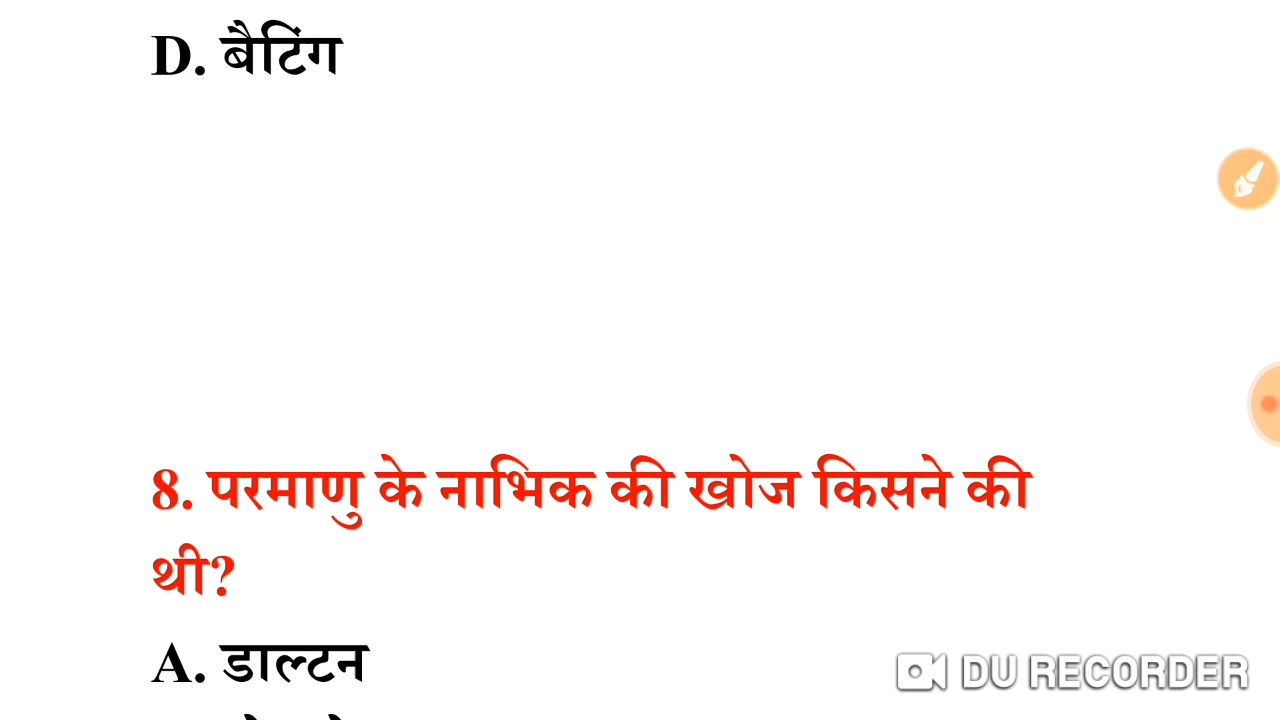 D. बैटिंग
8. परमाणु के नाभिक की खोज किसने की
थी?
A. डाल्टन
DU RECORDER